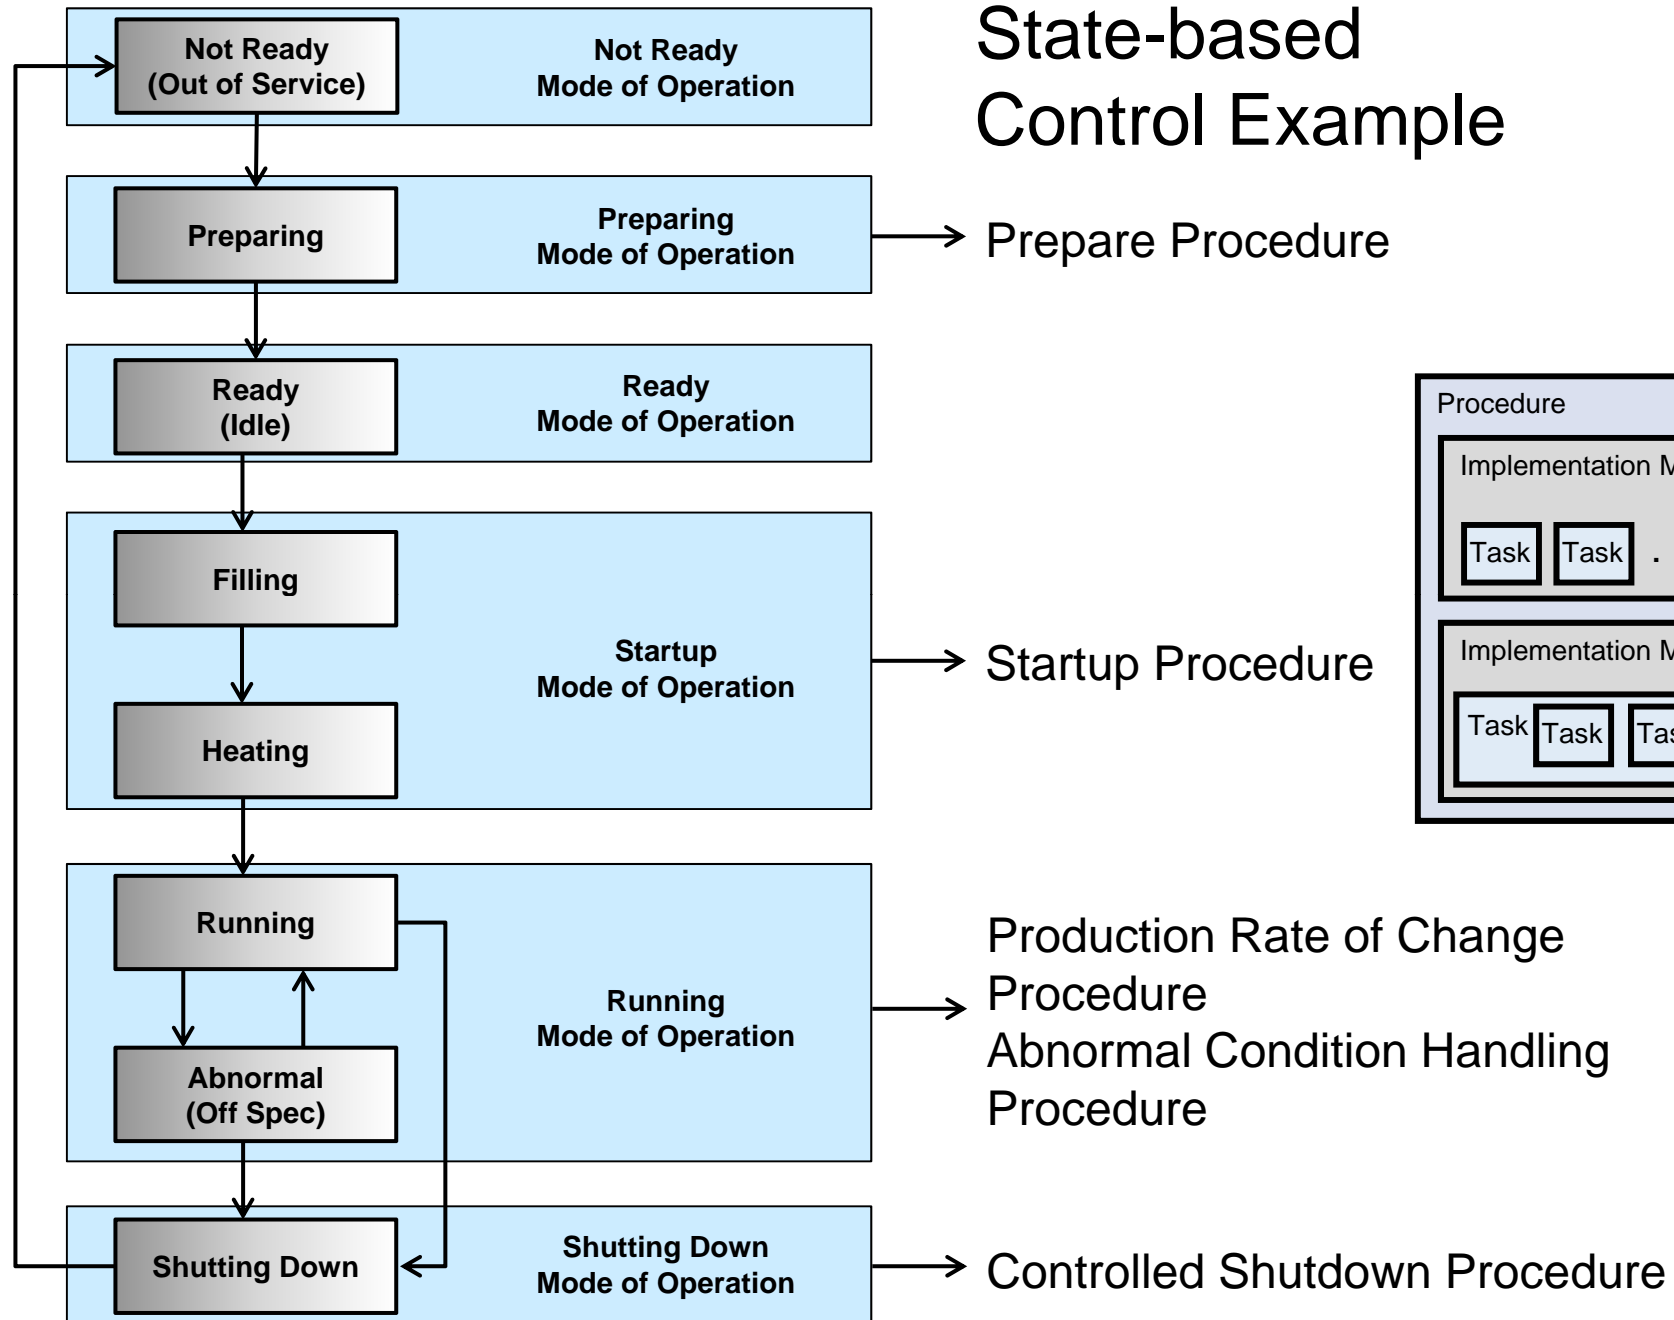 State-based
Control Example
Not Ready
(Out of Service)
Not Ready
Mode of Operation
Preparing
Preparing
Mode of Operation
Prepare Procedure
Ready
(Idle)
Ready
Mode of Operation
Procedure
Implementation M
Task
Task
.
Implementation M
Task
Task
Tas
Filling
Heating
Startup
Mode of Operation
Startup Procedure
Running
Abnormal
(Off Spec)
Running
Mode of Operation
Production Rate of Change
Procedure
Abnormal Condition Handling
Procedure
Shutting Down
Shutting Down
Mode of Operation
Controlled Shutdown Procedure